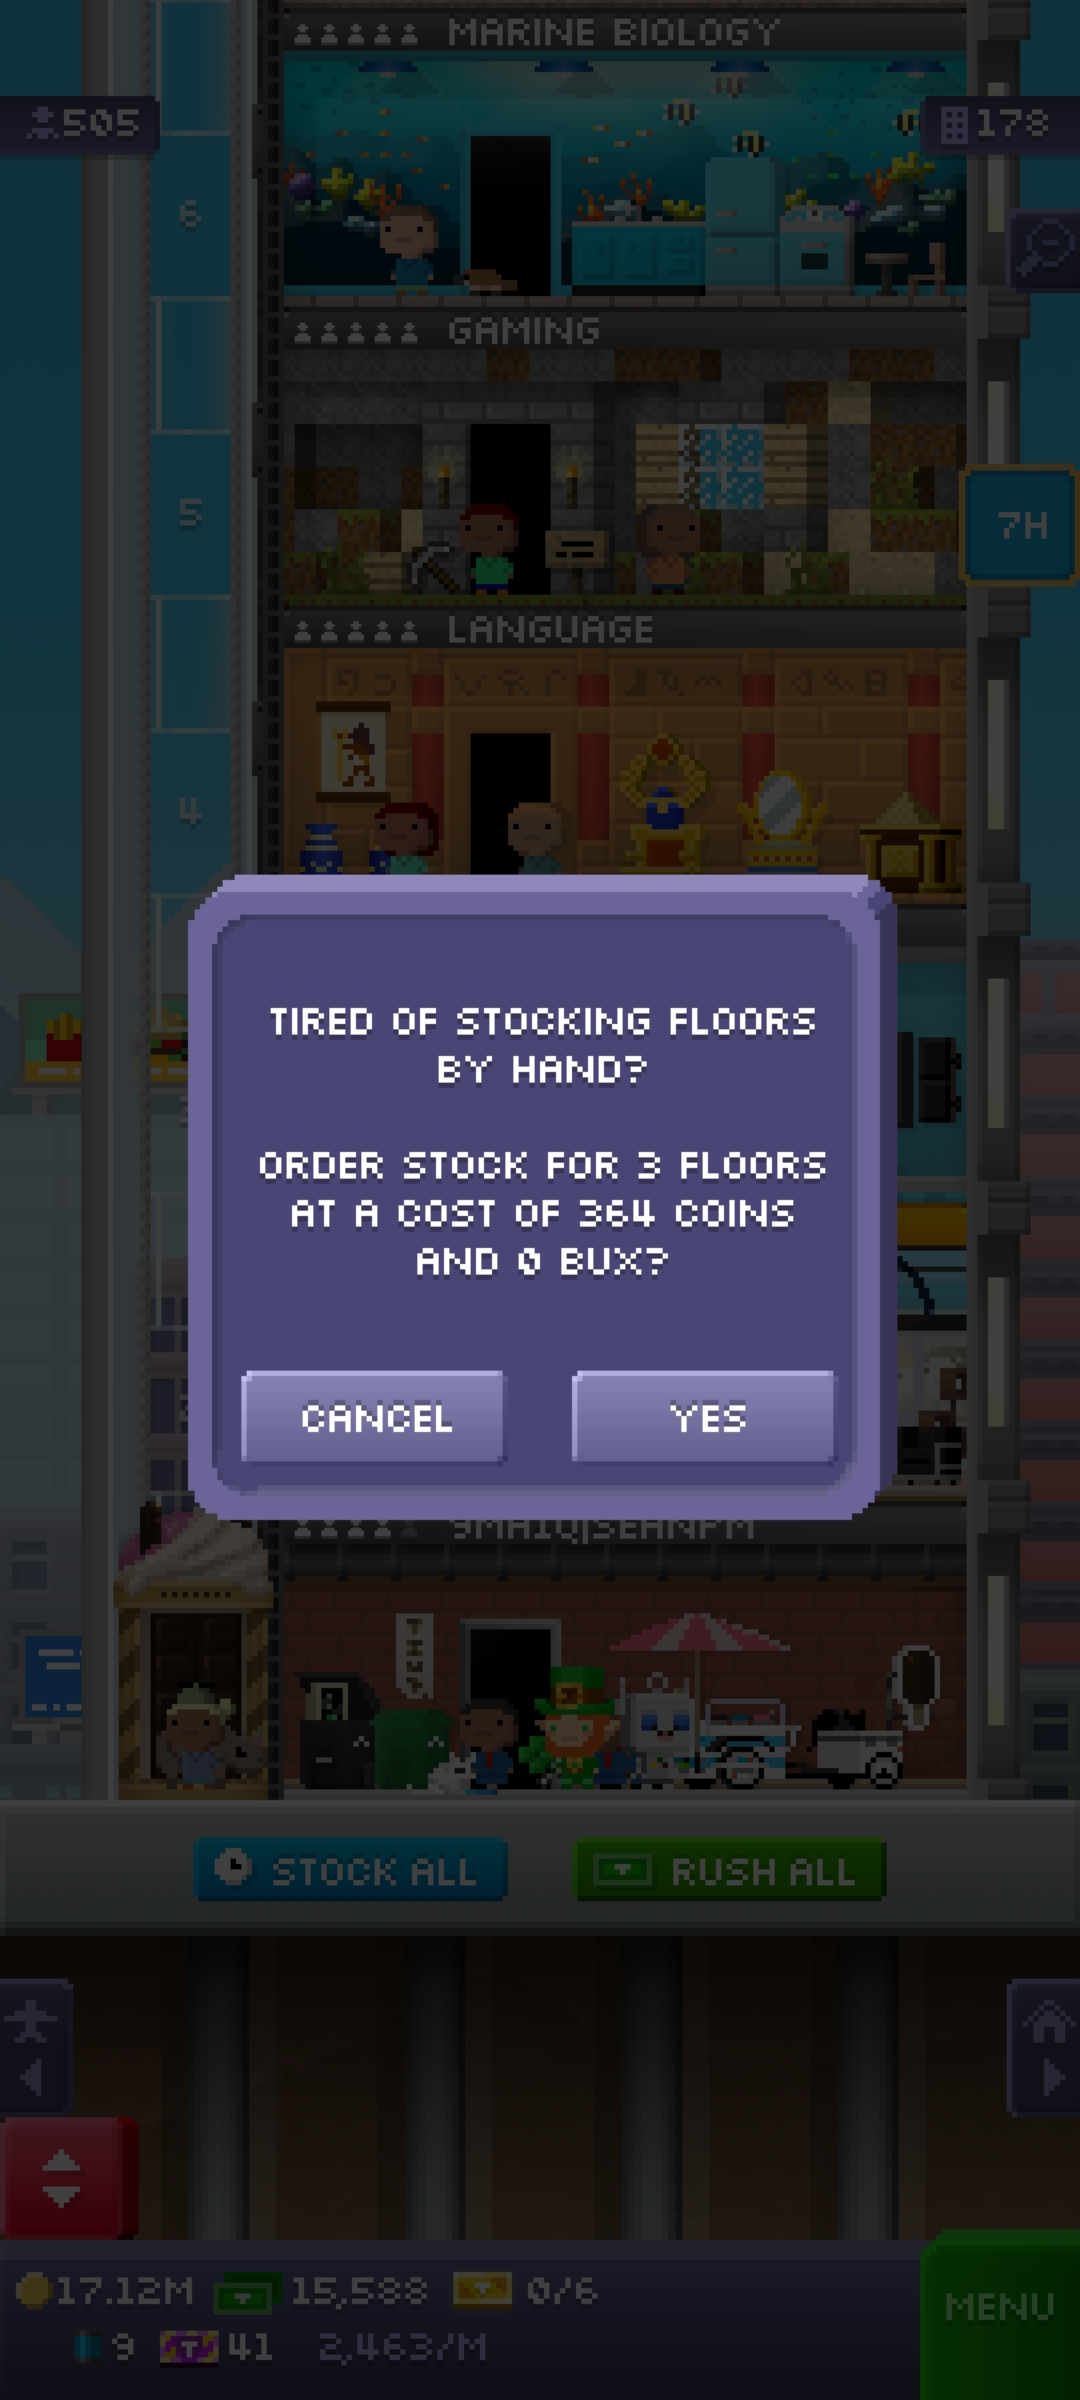 MARINE BIOLOGY
505
178
6
GAMING
5
7H
LANGUAGE
4
TIRED OF STOCKING FLOORS
BY HAND?
ORDER STOCK FOR 3 FLOORS
AT A COST OF 364 COINS
AND 0 BUX?
CANCEL
YES
STOCK ALL
RUSH ALL
17.12M
15,588
0/6
MENU
9
41
2,463/M